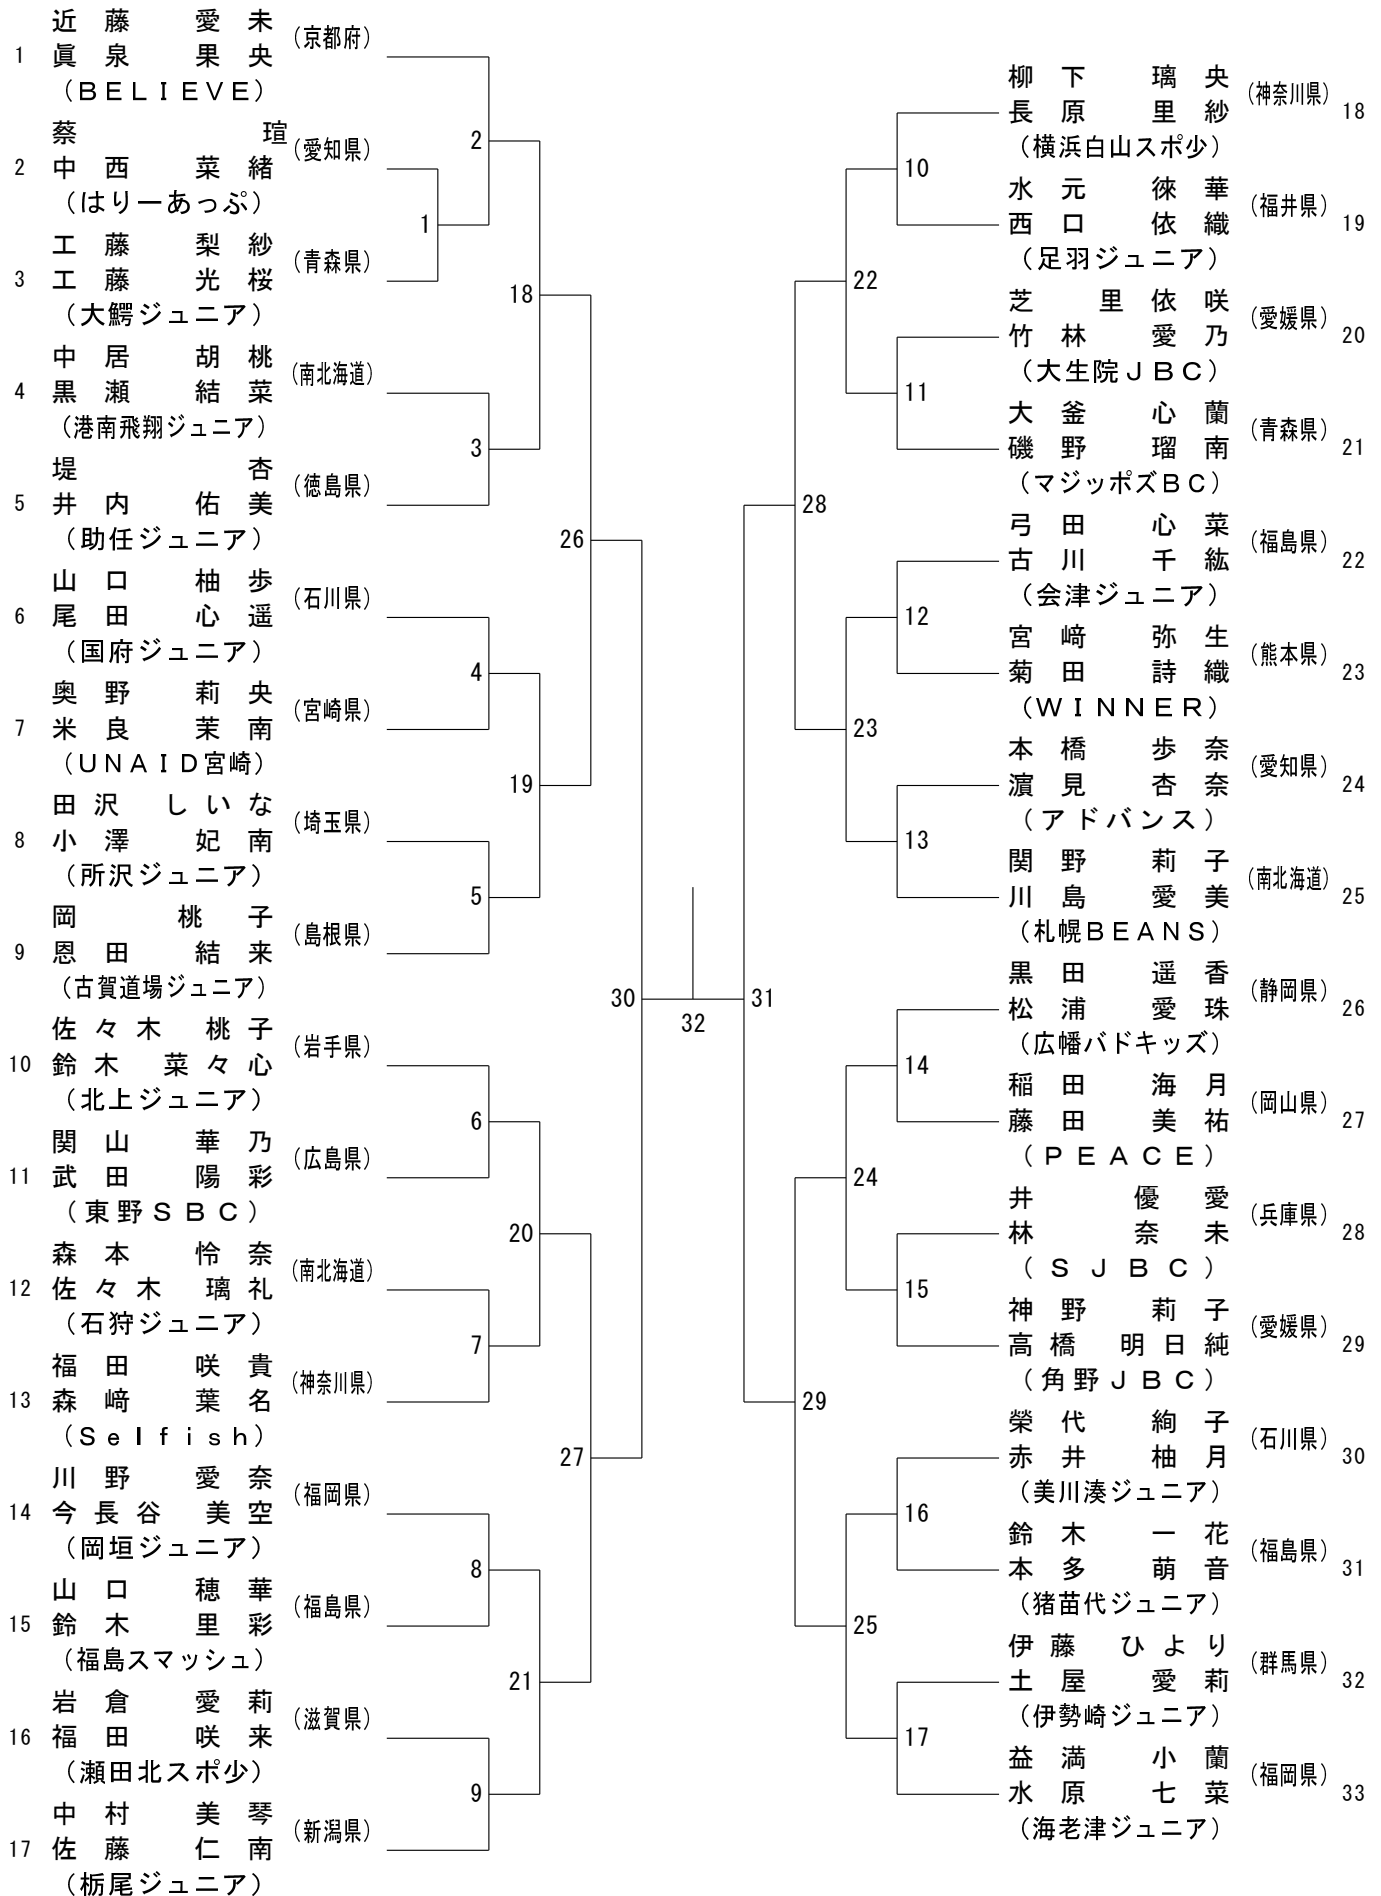 近藤 愛未
1 眞泉 果央 (京都府)
(BELIEVE)
蔡 瑄
2 中西 菜緒 (愛知県)
(はりーあっぷ)
工藤 梨紗
3 工藤 光桜 (青森県)
(大鰐ジュニア)
中居 胡桃
4 黒瀬 結菜 (南北海道)
(港南飛翔ジュニア)
堤 杏
5 井内 佑美 (徳島県)
(助任ジュニア)
山口 柚歩
6 尾田 心遥 (石川県)
(国府ジュニア)
奥野 莉央
7 米良 茉南 (宮崎県)
(UNAID宮崎)
田沢 しいな
8 小澤 妃南 (埼玉県)
(所沢ジュニア)
岡 桃子
9 恩田 結来 (島根県)
(古賀道場ジュニア)
佐々木 桃子
10 鈴木 菜々心 (岩手県)
(北上ジュニア)
関山 華乃
11 武田 陽彩 (広島県)
(東野SBC)
森本 怜奈
12 佐々木 璃礼 (南北海道)
(石狩ジュニア)
福田 咲貴
13 森﨑 葉名 (神奈川県)
(Selfish)
川野 愛奈
14 今長谷 美空 (福岡県)
(岡垣ジュニア)
山口 穂華
15 鈴木 里彩 (福島県)
(福島スマッシュ)
岩倉 愛莉
16 福田 咲来 (滋賀県)
(瀬田北スポ少)
中村 美琴
17 佐藤 仁南 (新潟県)
(栃尾ジュニア)
1
2
3
4
5
6
7
8
9
18
19
20
21
26
27
30
32
31
28
29
22
23
24
25
10
11
12
13
14
15
16
17
柳下 璃央
長原 里紗 (神奈川県) 18
(横浜白山スポ少)
水元 徠華
西口 依織 (福井県) 19
(足羽ジュニア)
芝 里依咲
竹林 愛乃 (愛媛県) 20
(大生院JBC)
大釜 心蘭
磯野 瑠南 (青森県) 21
(マジッポズBC)
弓田 心菜
古川 千紘 (福島県) 22
(会津ジュニア)
宮﨑 弥生
菊田 詩織 (熊本県) 23
(WINNER)
本橋 歩奈
濵見 杏奈 (愛知県) 24
(アドバンス)
関野 莉子
川島 愛美 (南北海道) 25
(札幌BEANS)
黒田 遥香
松浦 愛珠 (静岡県) 26
(広幡バドキッズ)
稲田 海月
藤田 美祐 (岡山県) 27
(PEACE)
井 優愛
林 奈未 (兵庫県) 28
(SJBC)
神野 莉子
高橋 明日純 (愛媛県) 29
(角野JBC)
榮代 絢子
赤井 柚月 (石川県) 30
(美川湊ジュニア)
鈴木 一花
本多 萌音 (福島県) 31
(猪苗代ジュニア)
伊藤 ひより
土屋 愛莉 (群馬県) 32
(伊勢崎ジュニア)
益満 小蘭
水原 七菜 (福岡県) 33
(海老津ジュニア)